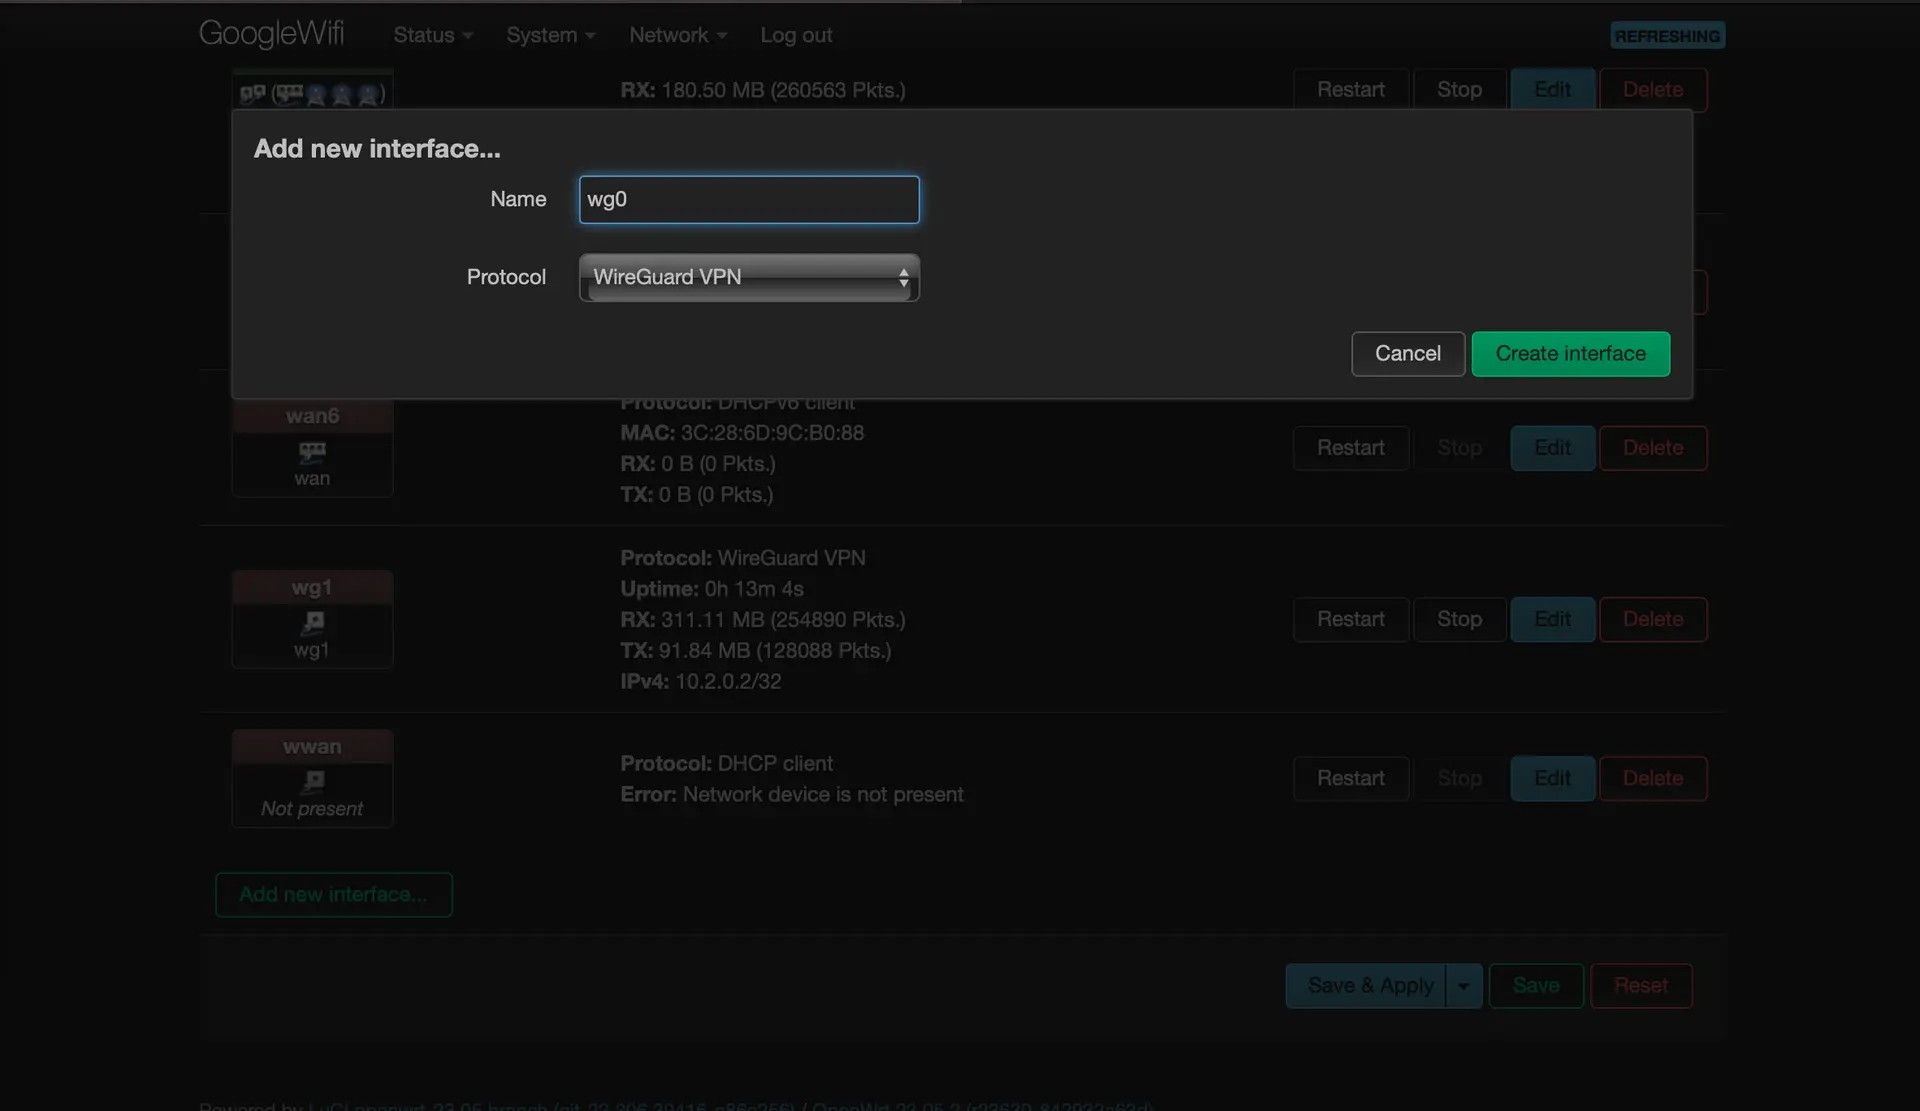 GoogleWifi Status System Network Log out REFRESHING
RX: 180.50 MB (260563 Pkts.) Restart Stop Edit Delete
Add new interface...
Name wg0
Protocol WireGuard VPN
Cancel Create interface
Protocol: DHCPv6 client
wan6
MAC: 3C:28:6D:9C:B0:88
Restart Stop Edit Delete
RX: 0 B (0 Pkts.)
wan
TX: 0 B (0 Pkts.)
Protocol: WireGuard VPN
wg1
Uptime: 0h 13m 4s
RX: 311.11 MB (254890 Pkts.) Restart Stop Edit Delete
wg1
TX: 91.84 MB (128088 Pkts.)
IPv4: 10.2.0.2/32
wwan
Protocol: DHCP client
Restart Stop Edit Delete
Not present
Error: Network device is not present
Add new interface...
Save & Apply Save Reset
Powered by LuCI openwrt-23.05 branch